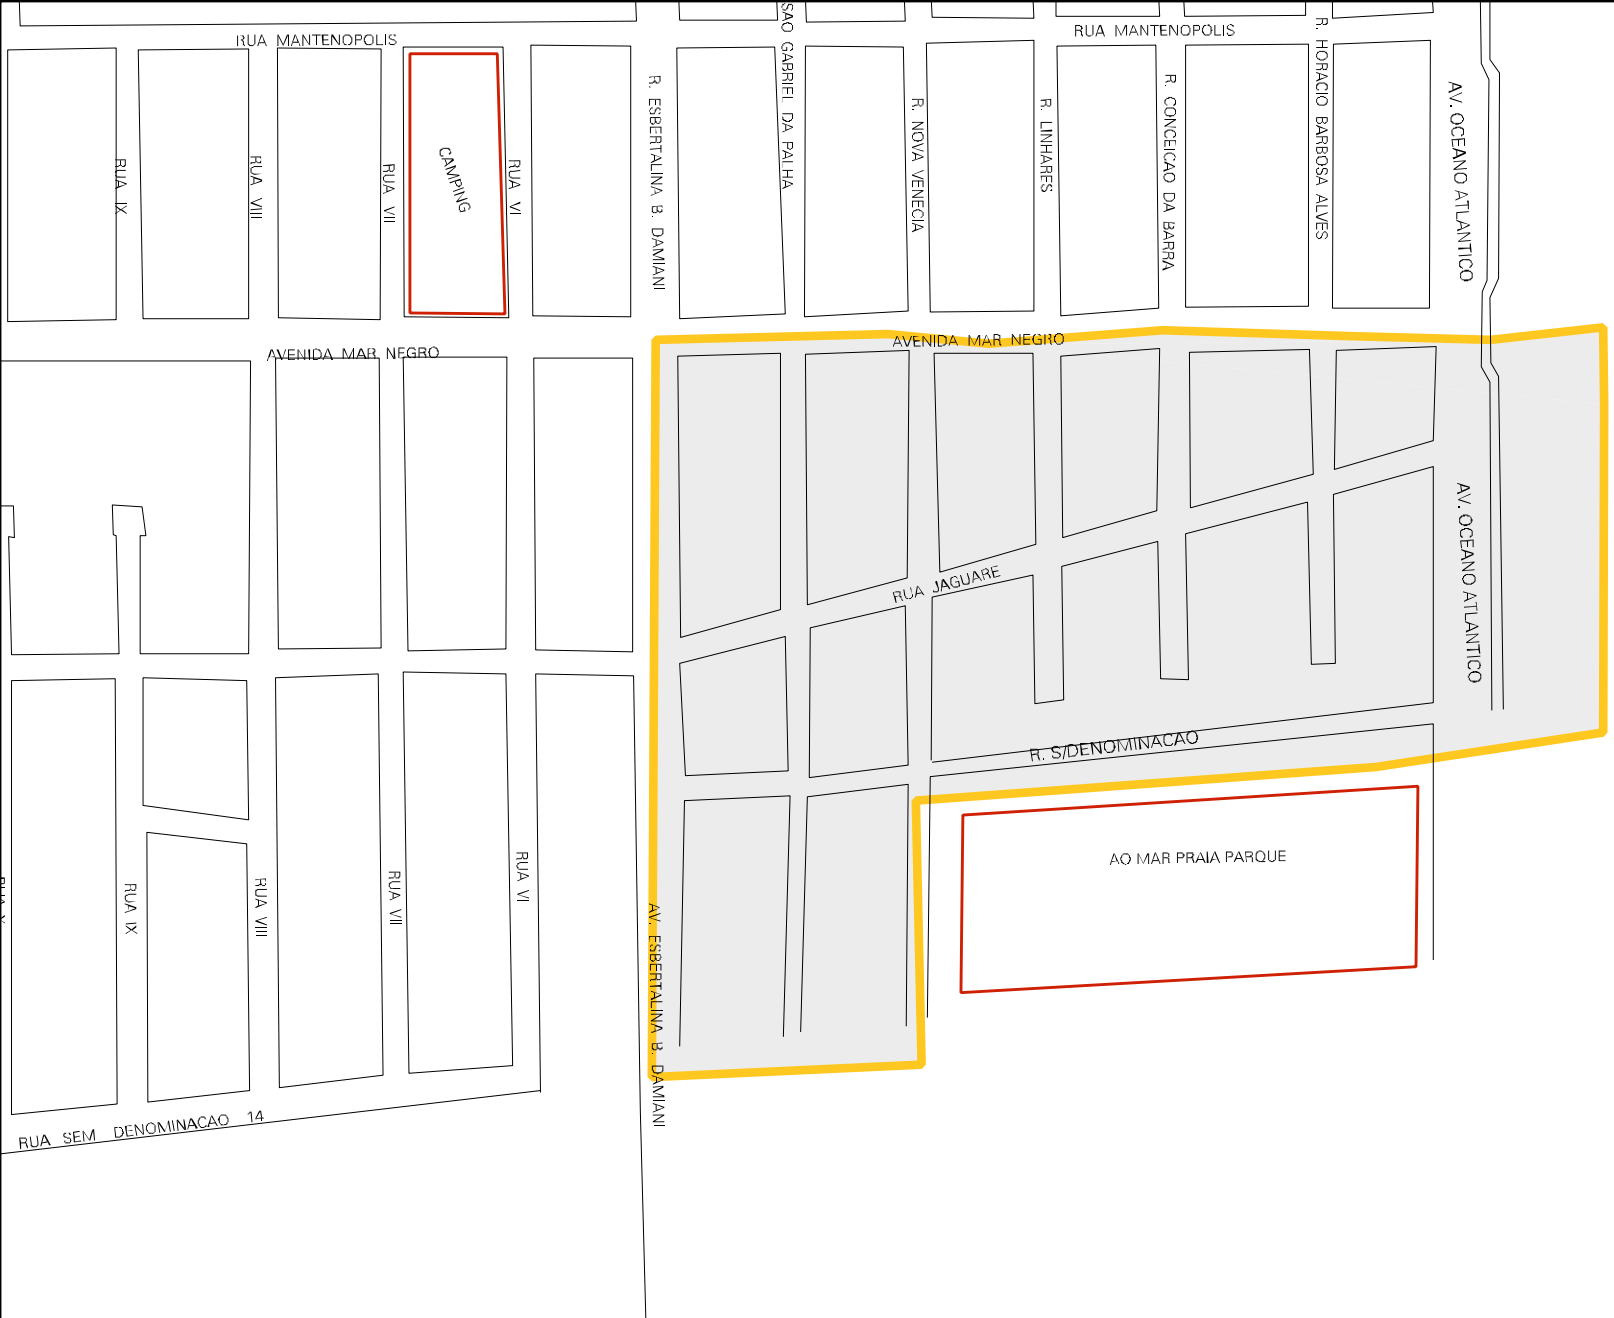 RUA MANTENOPOLIS
RUA MANTENOPOLIS
SAO GABRIEL DA PALHA
R. HORACIO BARBOSA ALVES
R. ESBERTALINA B. DAMIANI
R. NOVA VENECIA
R. LINHARES
R. CONCEICAO DA BARRA
AV. OCEANO ATLANTICO
RUA IX
RUA VIII
RUA VII
CAMPING
RUA VI
AVENIDA MAR NEGRO
AVENIDA MAR NEGRO
RUA JAGUARE
AV. OCEANO ATLANTICO
R. S/DENOMINACAO
AO MAR PRAIA PARQUE
RUA IX
RUA VIII
RUA VII
RUA VI
AV. ESBERTALINA B. DAMIANI
RUA SEM DENOMINACAO 14